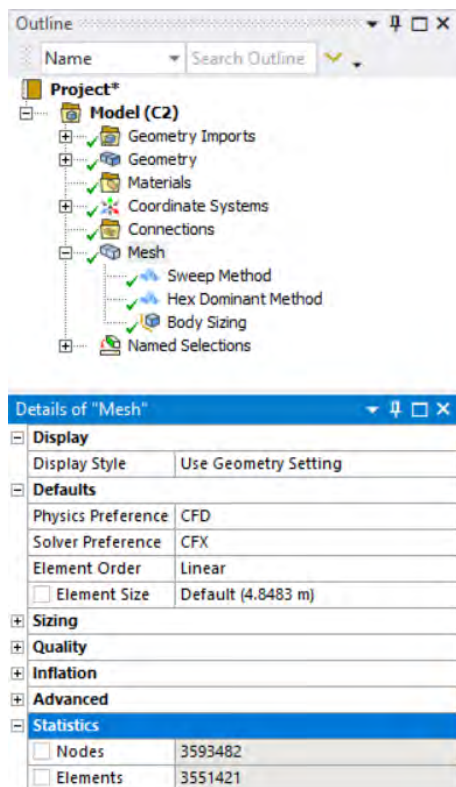 Outline
Name Search Outline
Project*
Model (C2)
Geometry Imports
Geometry
Materials
Coordinate Systems
Connections
Mesh
Sweep Method
Hex Dominant Method
Body Sizing
Named Selections
Details of "Mesh"
Display
Display Style Use Geometry Setting
Defaults
Physics Preference CFD
Solver Preference CFX
Element Order Linear
Element Size Default (4.8483 m)
Sizing
Quality
Inflation
Advanced
Statistics
Nodes 3593482
Elements 3551421